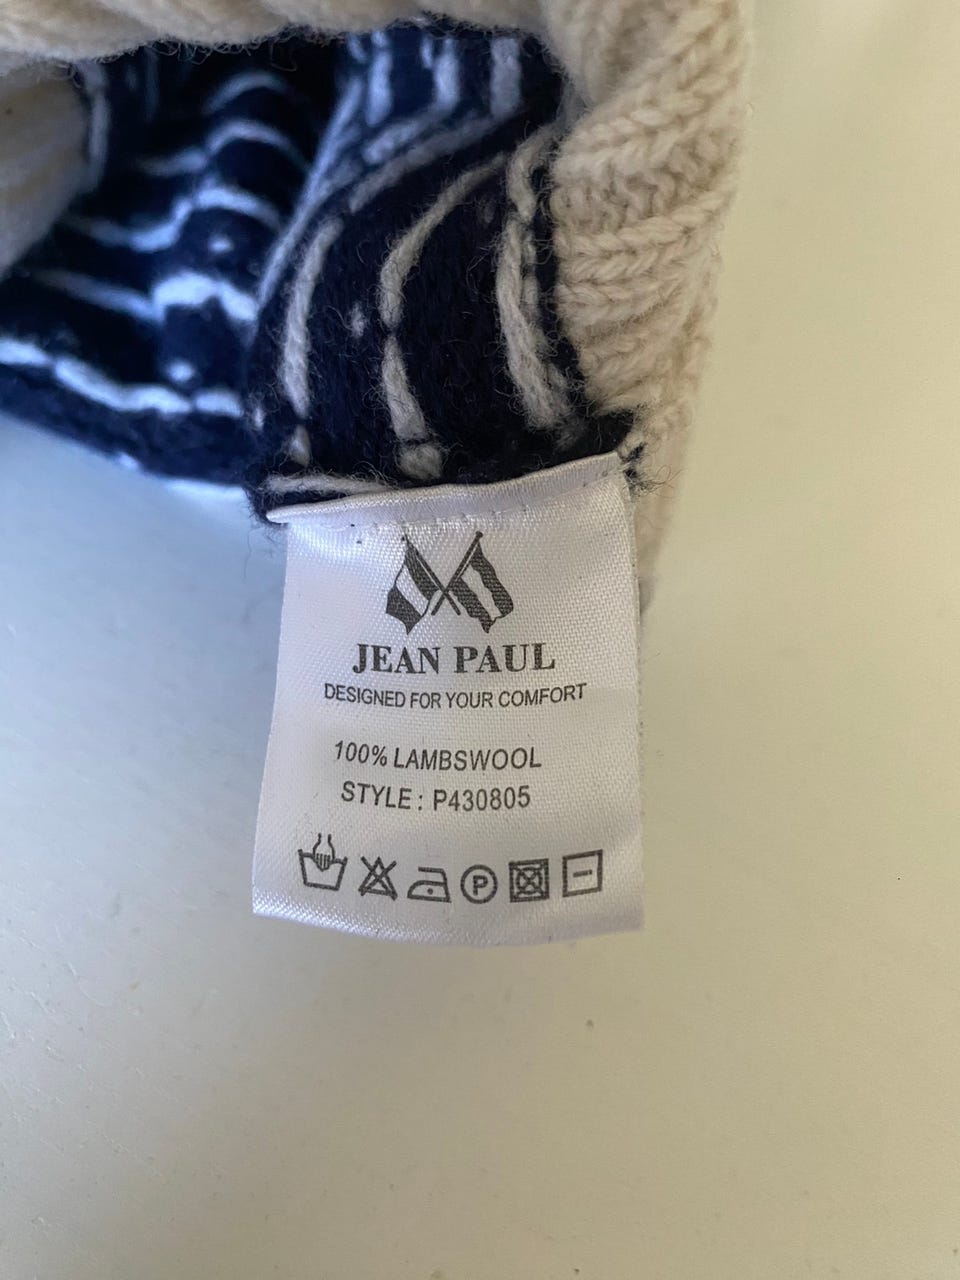 JEAN PAUL
DESIGNED FOR YOUR COMFORT
100% LAMBSWOOL
STYLE : P430805
P